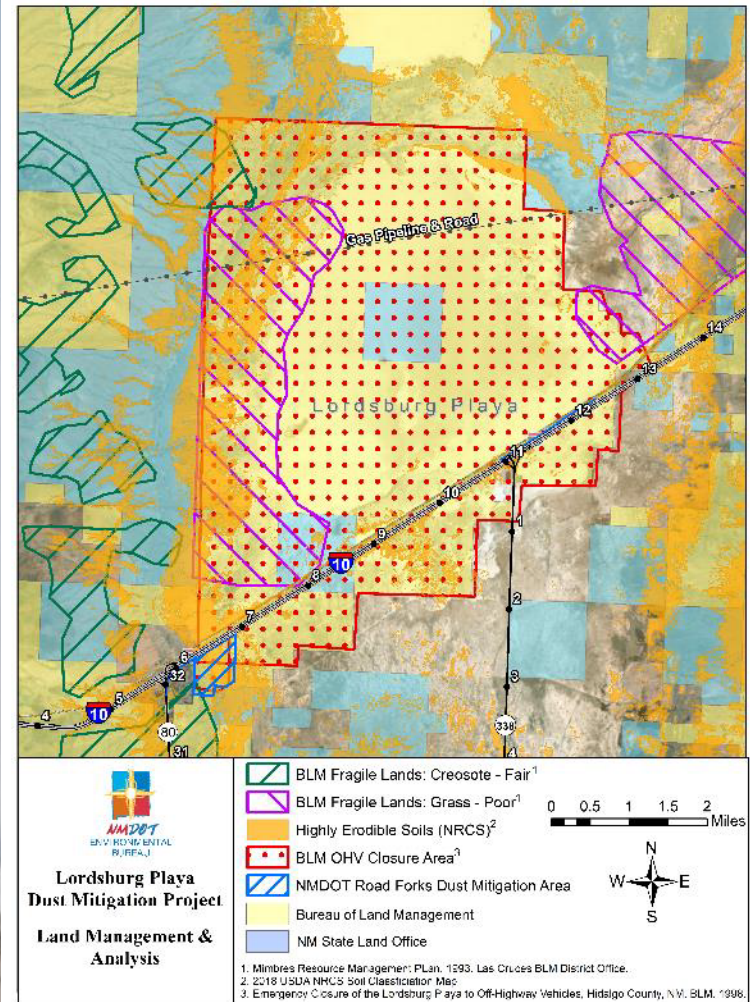 Gas Pipeline & Road
14
13
Lordsburg Playa
12
11
10
1
9
10
8
2
7
6
32
3
5
10
4
80
338
31
4
NMDOT
ENVIRONMENTAL
BUREAU
Lordsburg Playa
Dust Mitigation Project
Land Management &
Analysis
BLM Fragile Lands: Creosote - Fair1
BLM Fragile Lands: Grass - Poor1
Highly Erodible Soils (NRCS)2
BLM OHV Closure Area3
NMDOT Road Forks Dust Mitigation Area
Bureau of Land Management
NM State Land Office
0 0.5 1 1.5 2
Miles
N
W E
S
1. Mimbres Resource Management PLan. 1993. Las Cruces BLM District Office.
2. 2018 USDA NRCS Soil Classification Map
3. Emergency Closure of the Lordsburg Playa to Off-Highway Vehicles, Hidalgo County, NV. BLM. 1998.